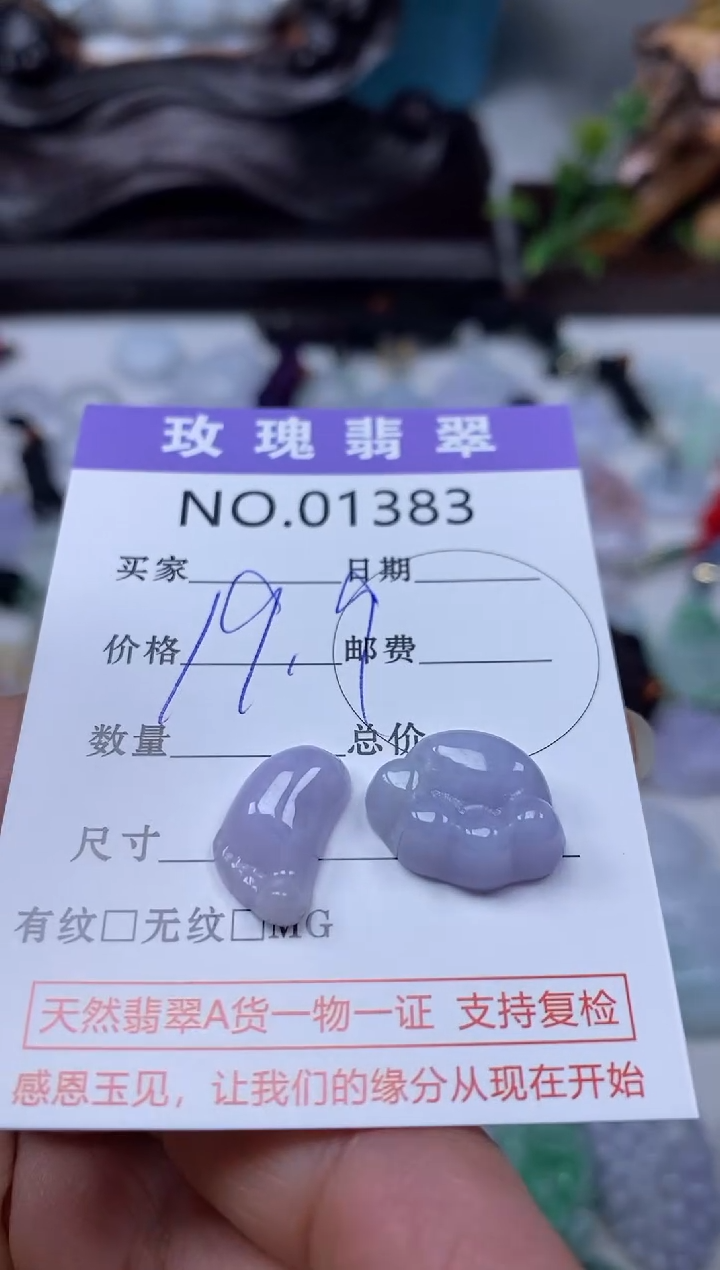 玫瑰翡翠
NO.01383
买家 日期
价格 19.9 邮费
数量 总价
尺寸
有纹□无纹□MG
天然翡翠A货一物一证 支持复检
感恩玉见，让我们的缘分从现在开始